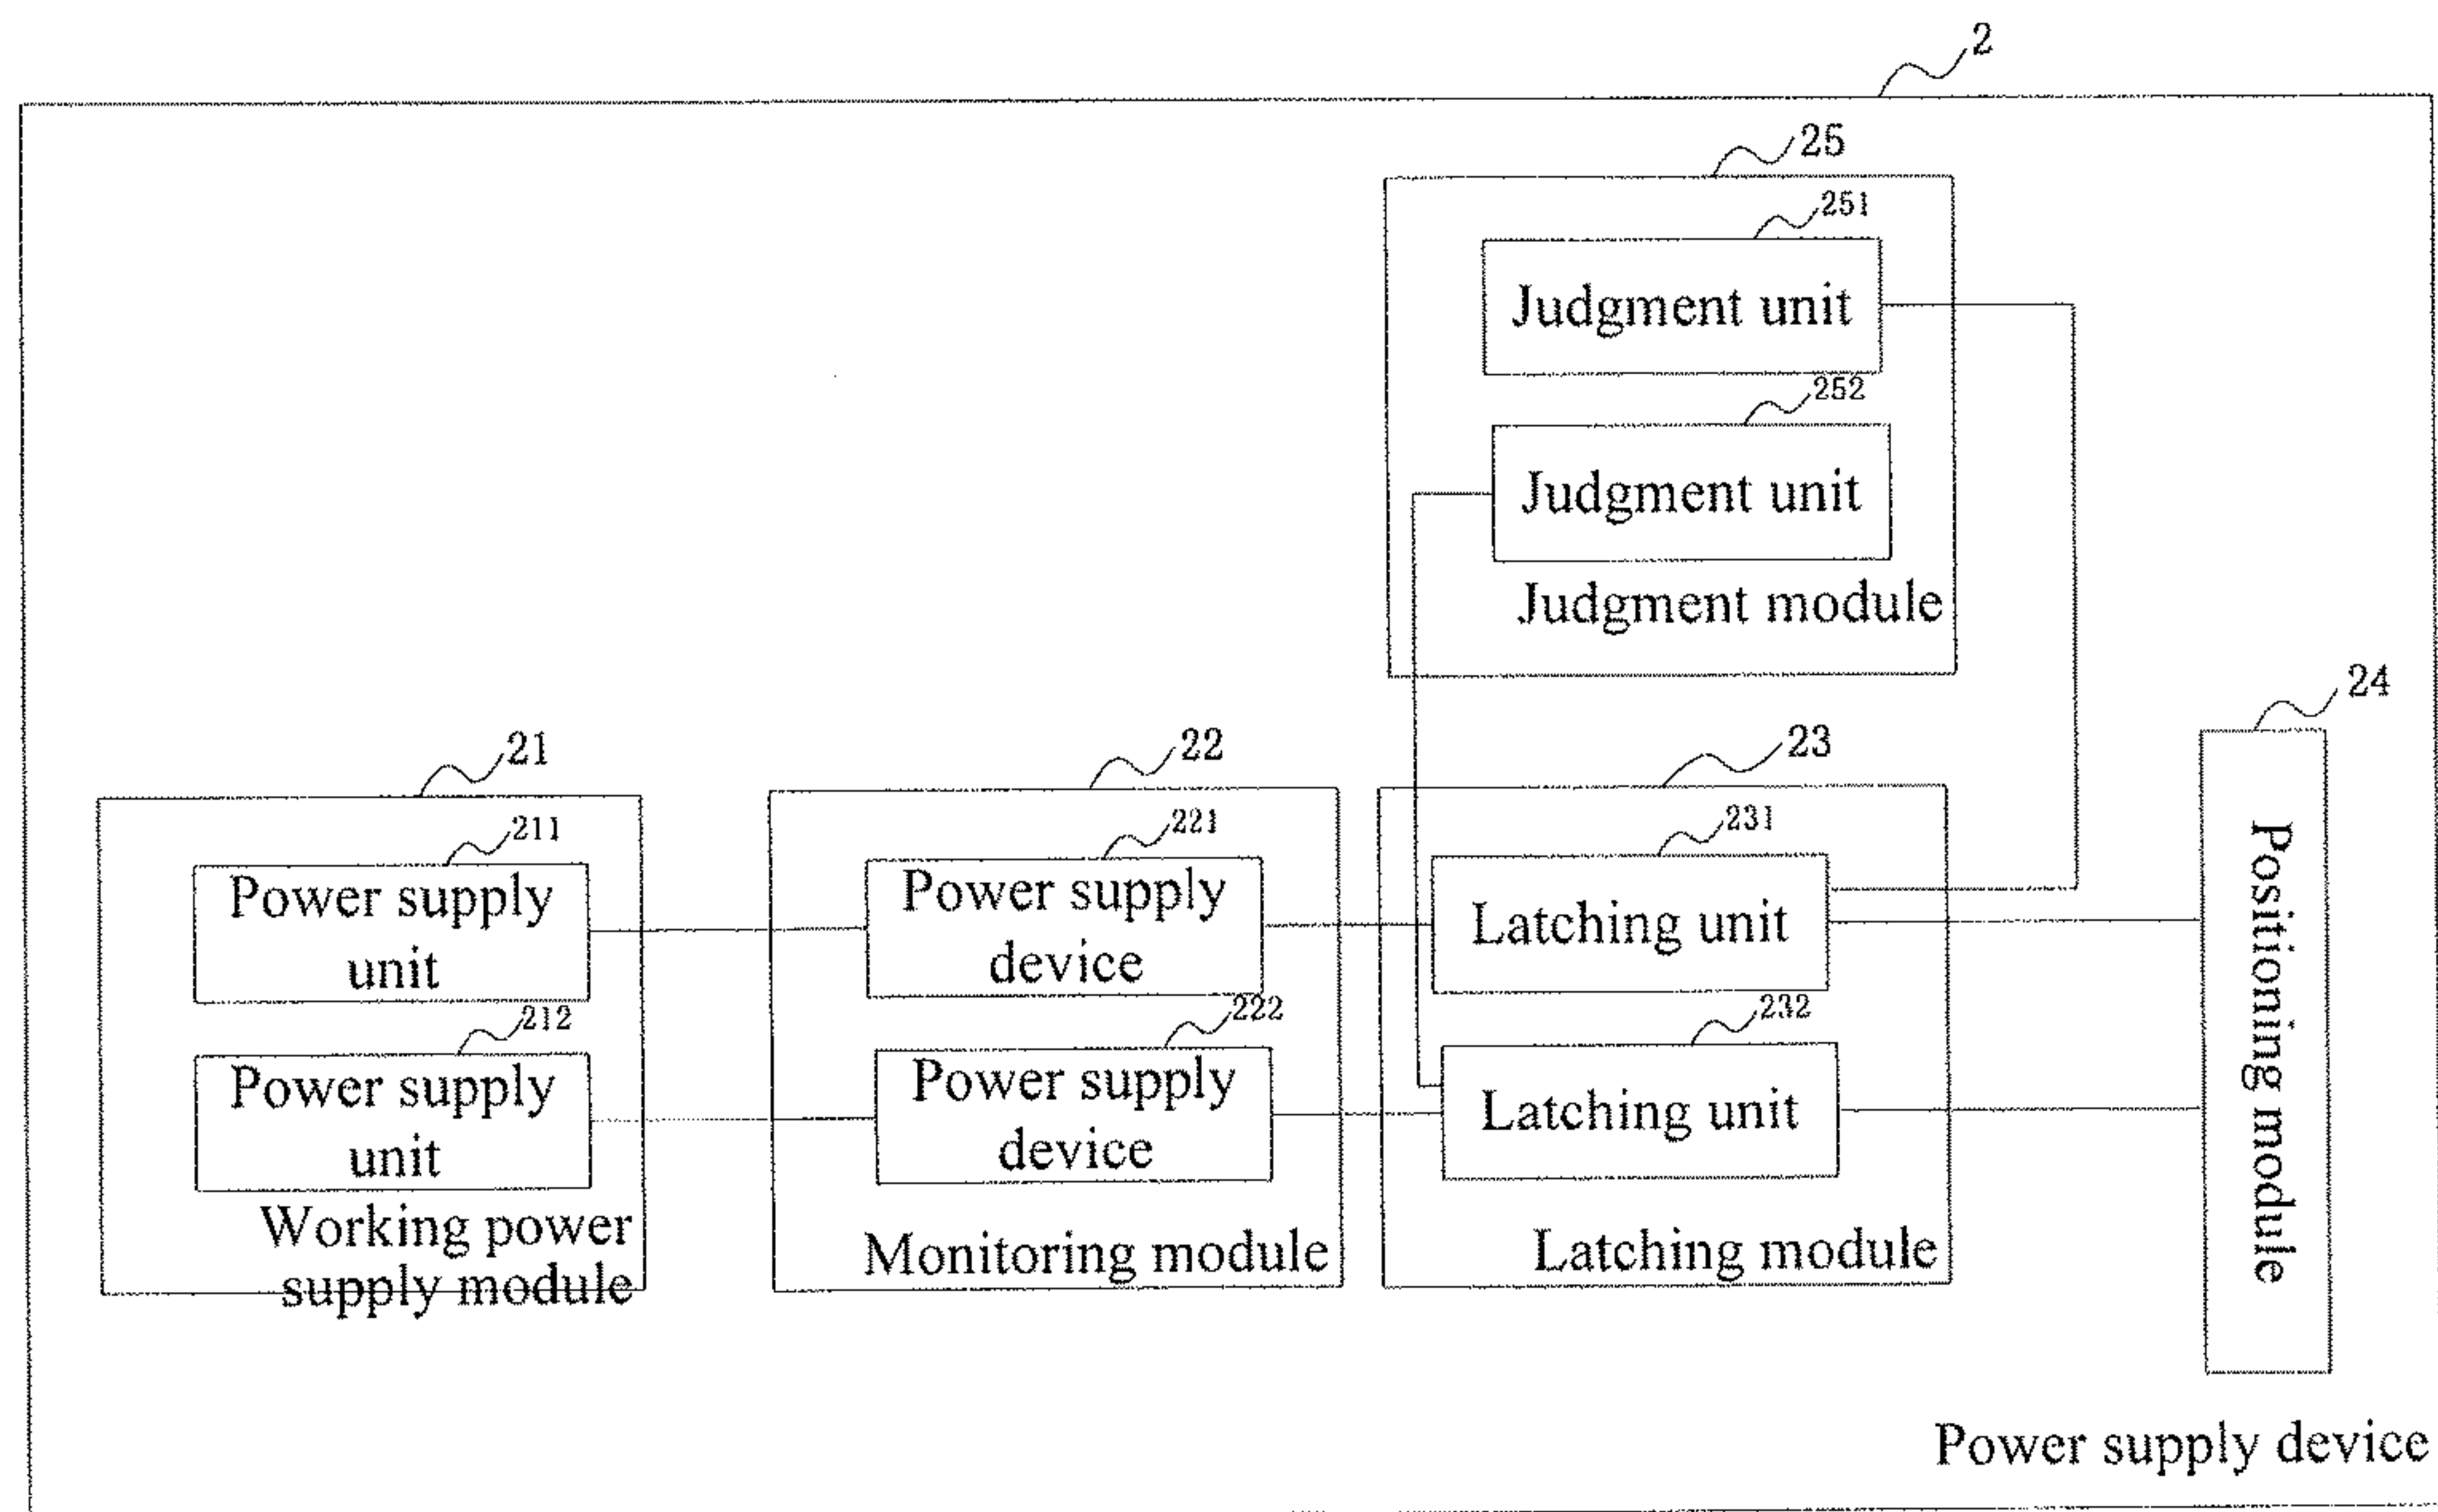 2
25
251
Judgment unit
252
Judgment unit
Judgment module
24
21
22
23
211
221
231
Power supply
unit
Power supply
device
Latching unit
212
222
232
Power supply
unit
Power supply
device
Latching unit
Working power
supply module
Monitoring module
Latching module
Positioning module
Power supply device